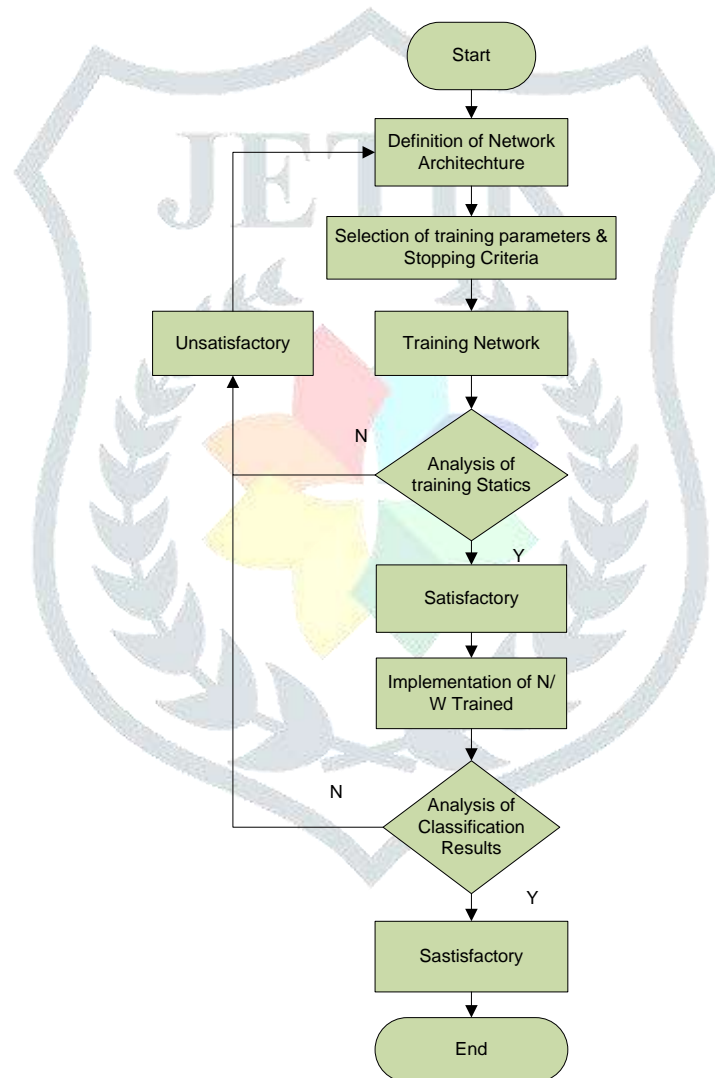 JETIR
Start
Definition of Network
Architechture
Selection of training parameters &
Stopping Criteria
Unsatisfactory
Training Network
N
Analysis of
training Statics
Y
Satisfactory
Implementation of N/
W Trained
N
Analysis of
Classification
Results
Y
Sastisfactory
End